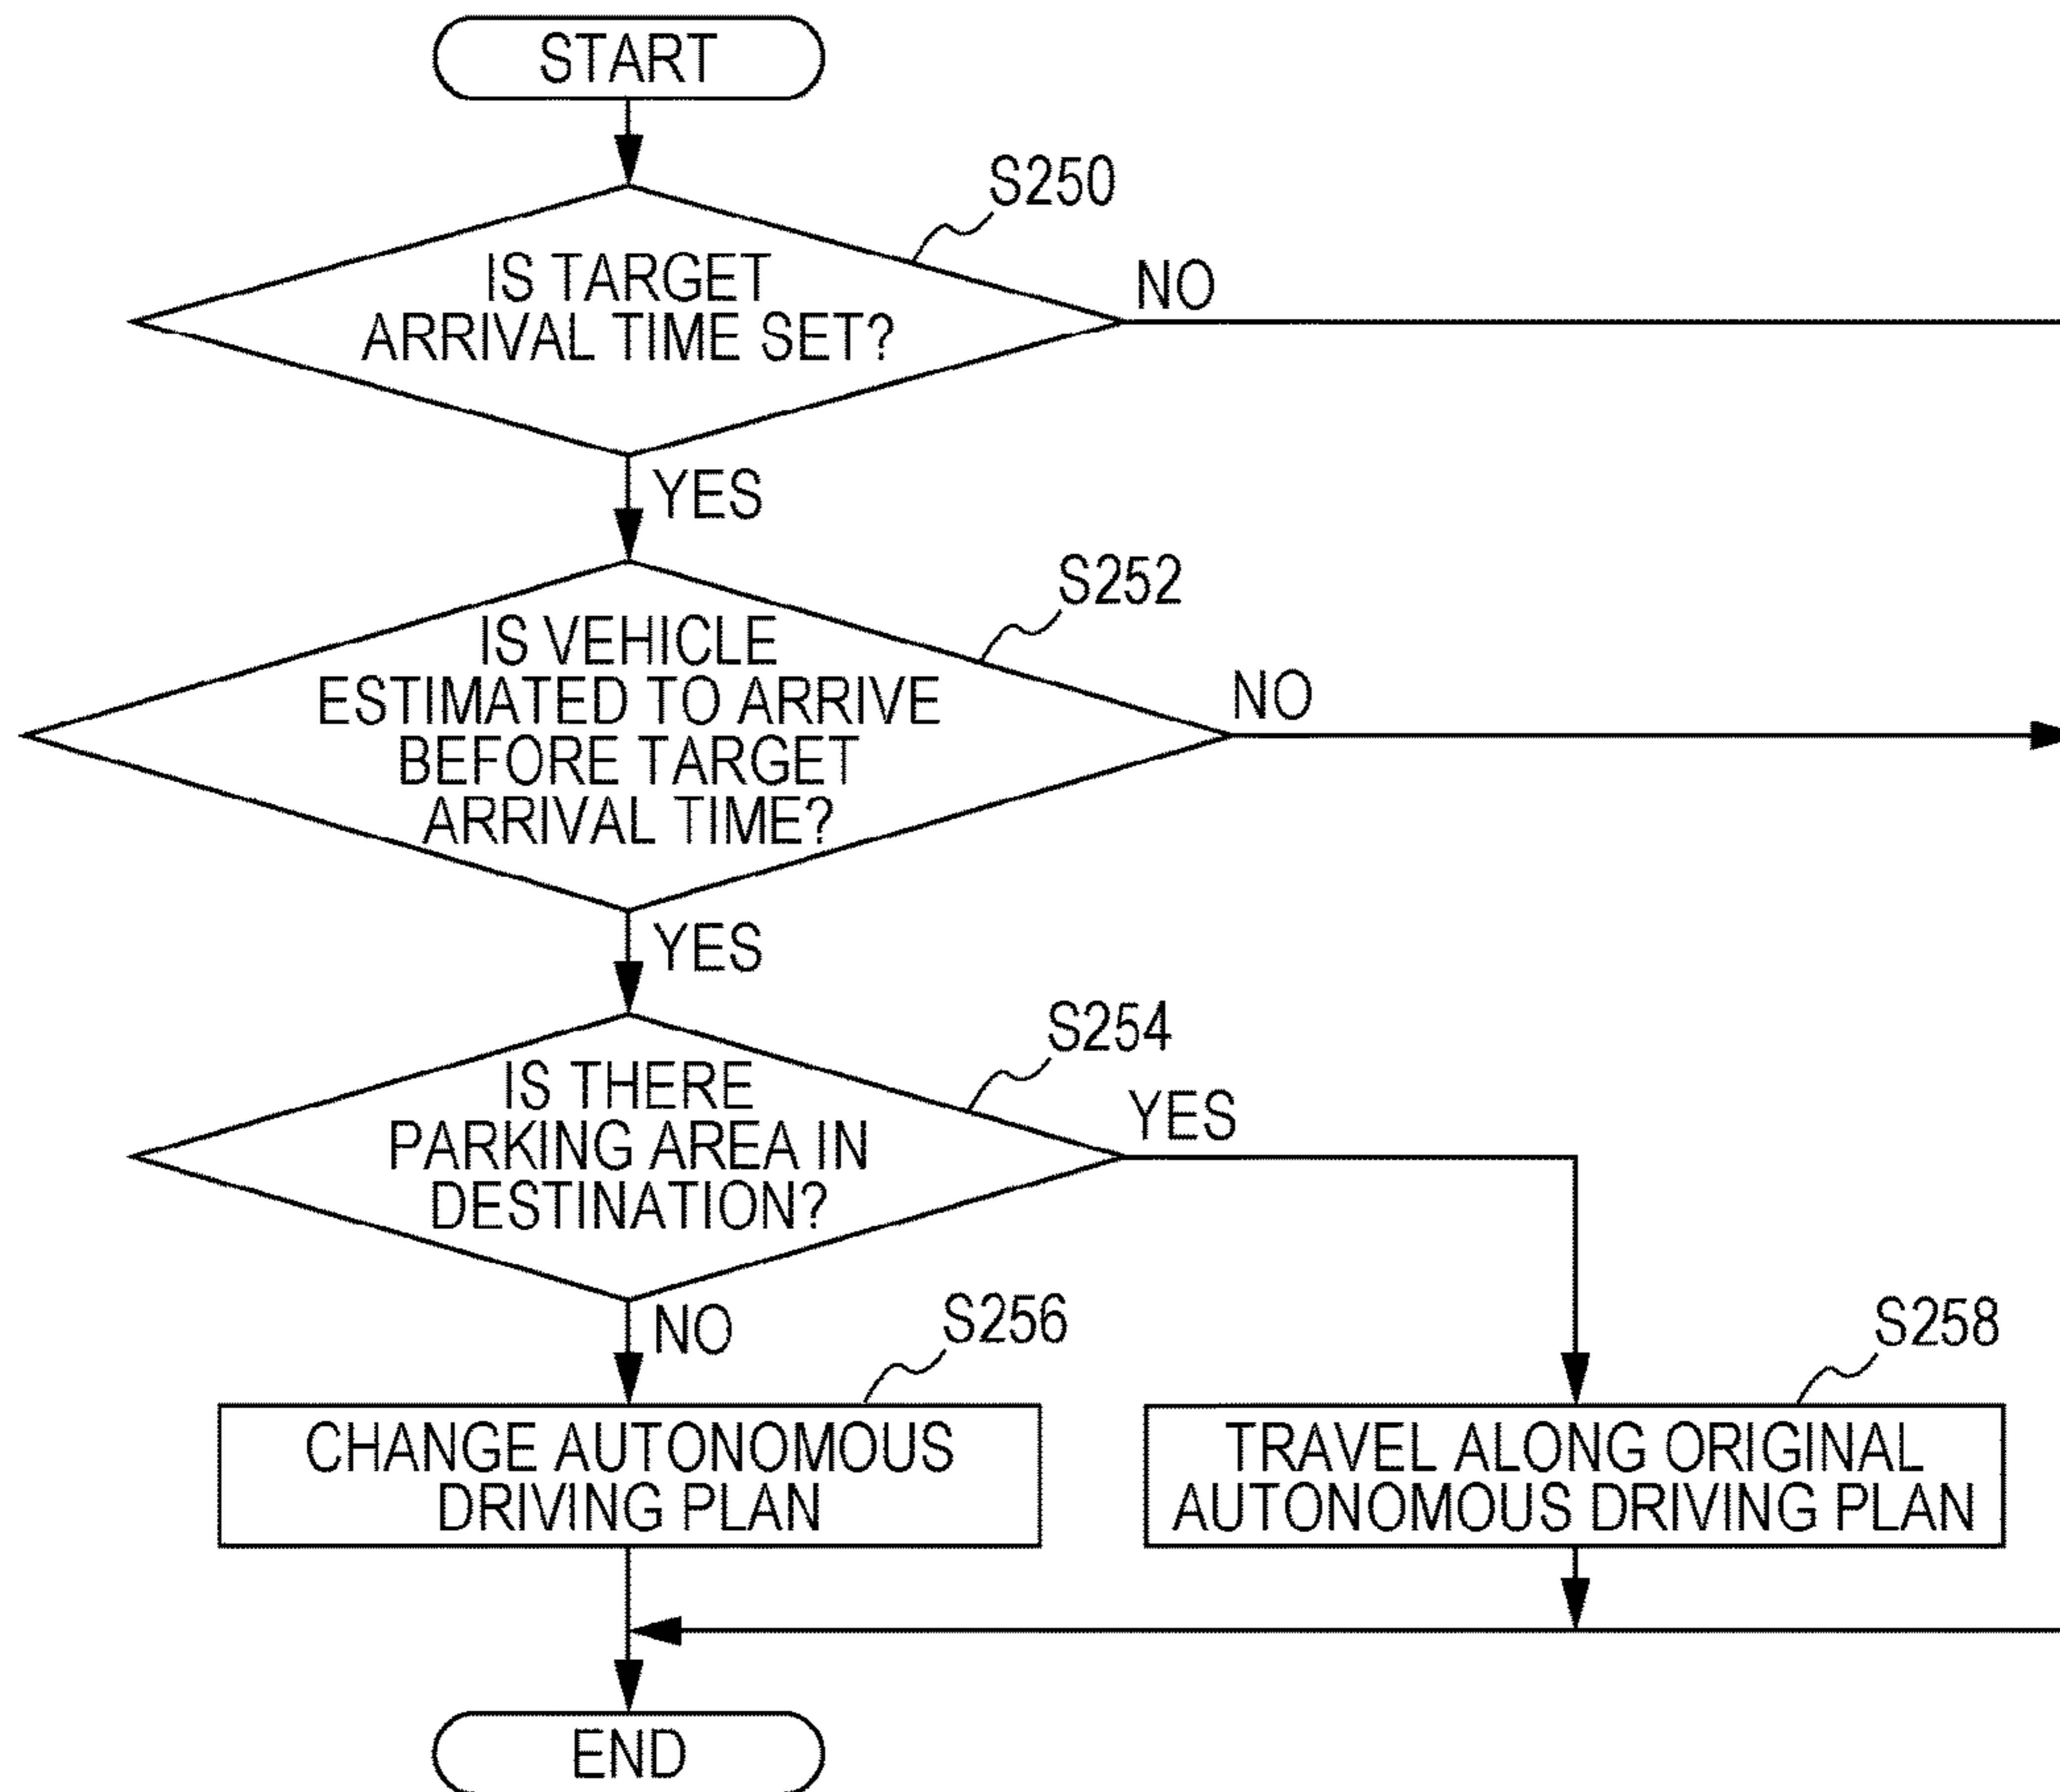 START
S250
IS TARGET
ARRIVAL TIME SET?
NO
YES
S252
IS VEHICLE
ESTIMATED TO ARRIVE
BEFORE TARGET
ARRIVAL TIME?
NO
YES
S254
IS THERE
PARKING AREA IN
DESTINATION?
YES
NO
S256
CHANGE AUTONOMOUS
DRIVING PLAN
S258
TRAVEL ALONG ORIGINAL
AUTONOMOUS DRIVING PLAN
END